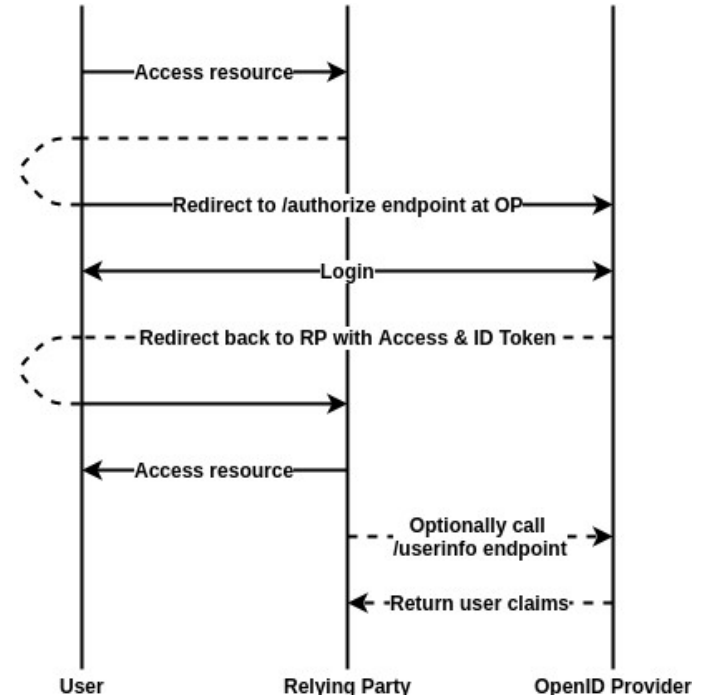 Access resource
Redirect to /authorize endpoint at OP
Login
Redirect back to RP with Access & ID Token
Access resource
Optionally call
/userinfo endpoint
Return user claims
User
Relying Party
OpenID Provider